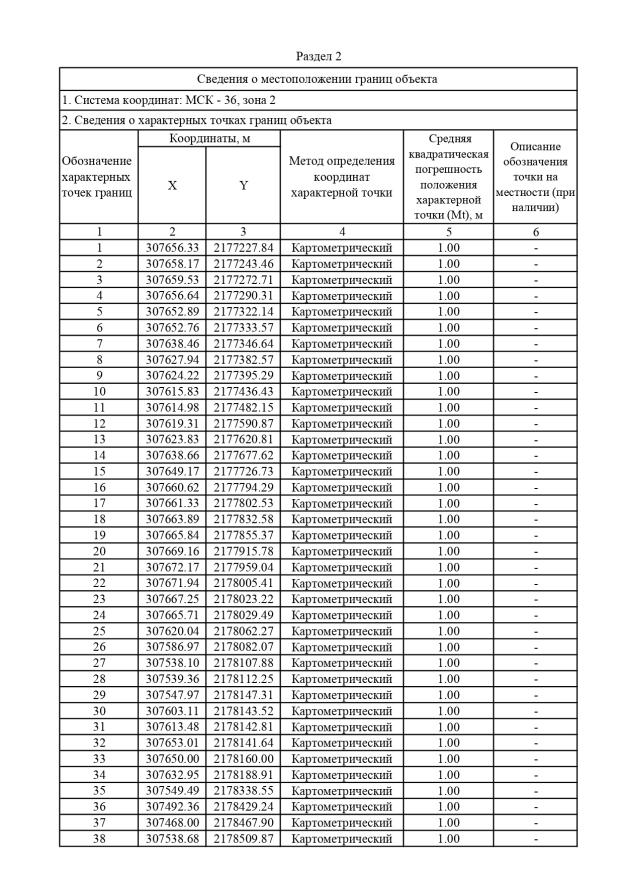 Раздел 2
Сведения о местоположении границ объекта
1. Система координат: МСК - 36, зона 2
2. Сведения о характерных точках границ объекта
Обозначение характерных точек границ
Координаты, м
X
Y
Метод определения координат характерной точки
Средняя квадратическая погрешность положения характерной точки (Mt), м
Описание обозначения точки на местности (при наличии)
1 2 3 4 5 6
1 307656.33 2177227.84 Картометрический 1.00 -
2 307658.17 2177243.46 Картометрический 1.00 -
3 307659.53 2177272.71 Картометрический 1.00 -
4 307656.64 2177290.31 Картометрический 1.00 -
5 307652.89 2177322.14 Картометрический 1.00 -
6 307652.76 2177333.57 Картометрический 1.00 -
7 307638.46 2177346.64 Картометрический 1.00 -
8 307627.94 2177382.57 Картометрический 1.00 -
9 307624.22 2177395.29 Картометрический 1.00 -
10 307615.83 2177436.43 Картометрический 1.00 -
11 307614.98 2177482.15 Картометрический 1.00 -
12 307619.31 2177590.87 Картометрический 1.00 -
13 307623.83 2177620.81 Картометрический 1.00 -
14 307638.66 2177677.62 Картометрический 1.00 -
15 307649.17 2177726.73 Картометрический 1.00 -
16 307660.62 2177794.29 Картометрический 1.00 -
17 307661.33 2177802.53 Картометрический 1.00 -
18 307663.89 2177832.58 Картометрический 1.00 -
19 307665.84 2177855.37 Картометрический 1.00 -
20 307669.16 2177915.78 Картометрический 1.00 -
21 307672.17 2177959.04 Картометрический 1.00 -
22 307671.94 2178005.41 Картометрический 1.00 -
23 307667.25 2178023.22 Картометрический 1.00 -
24 307665.71 2178029.49 Картометрический 1.00 -
25 307620.04 2178062.27 Картометрический 1.00 -
26 307586.97 2178082.07 Картометрический 1.00 -
27 307538.10 2178107.88 Картометрический 1.00 -
28 307539.36 2178112.25 Картометрический 1.00 -
29 307547.97 2178147.31 Картометрический 1.00 -
30 307603.11 2178143.52 Картометрический 1.00 -
31 307613.48 2178142.81 Картометрический 1.00 -
32 307653.01 2178141.64 Картометрический 1.00 -
33 307650.00 2178160.00 Картометрический 1.00 -
34 307632.95 2178188.91 Картометрический 1.00 -
35 307549.49 2178338.55 Картометрический 1.00 -
36 307492.36 2178429.24 Картометрический 1.00 -
37 307468.00 2178467.90 Картометрический 1.00 -
38 307538.68 2178509.87 Картометрический 1.00 -